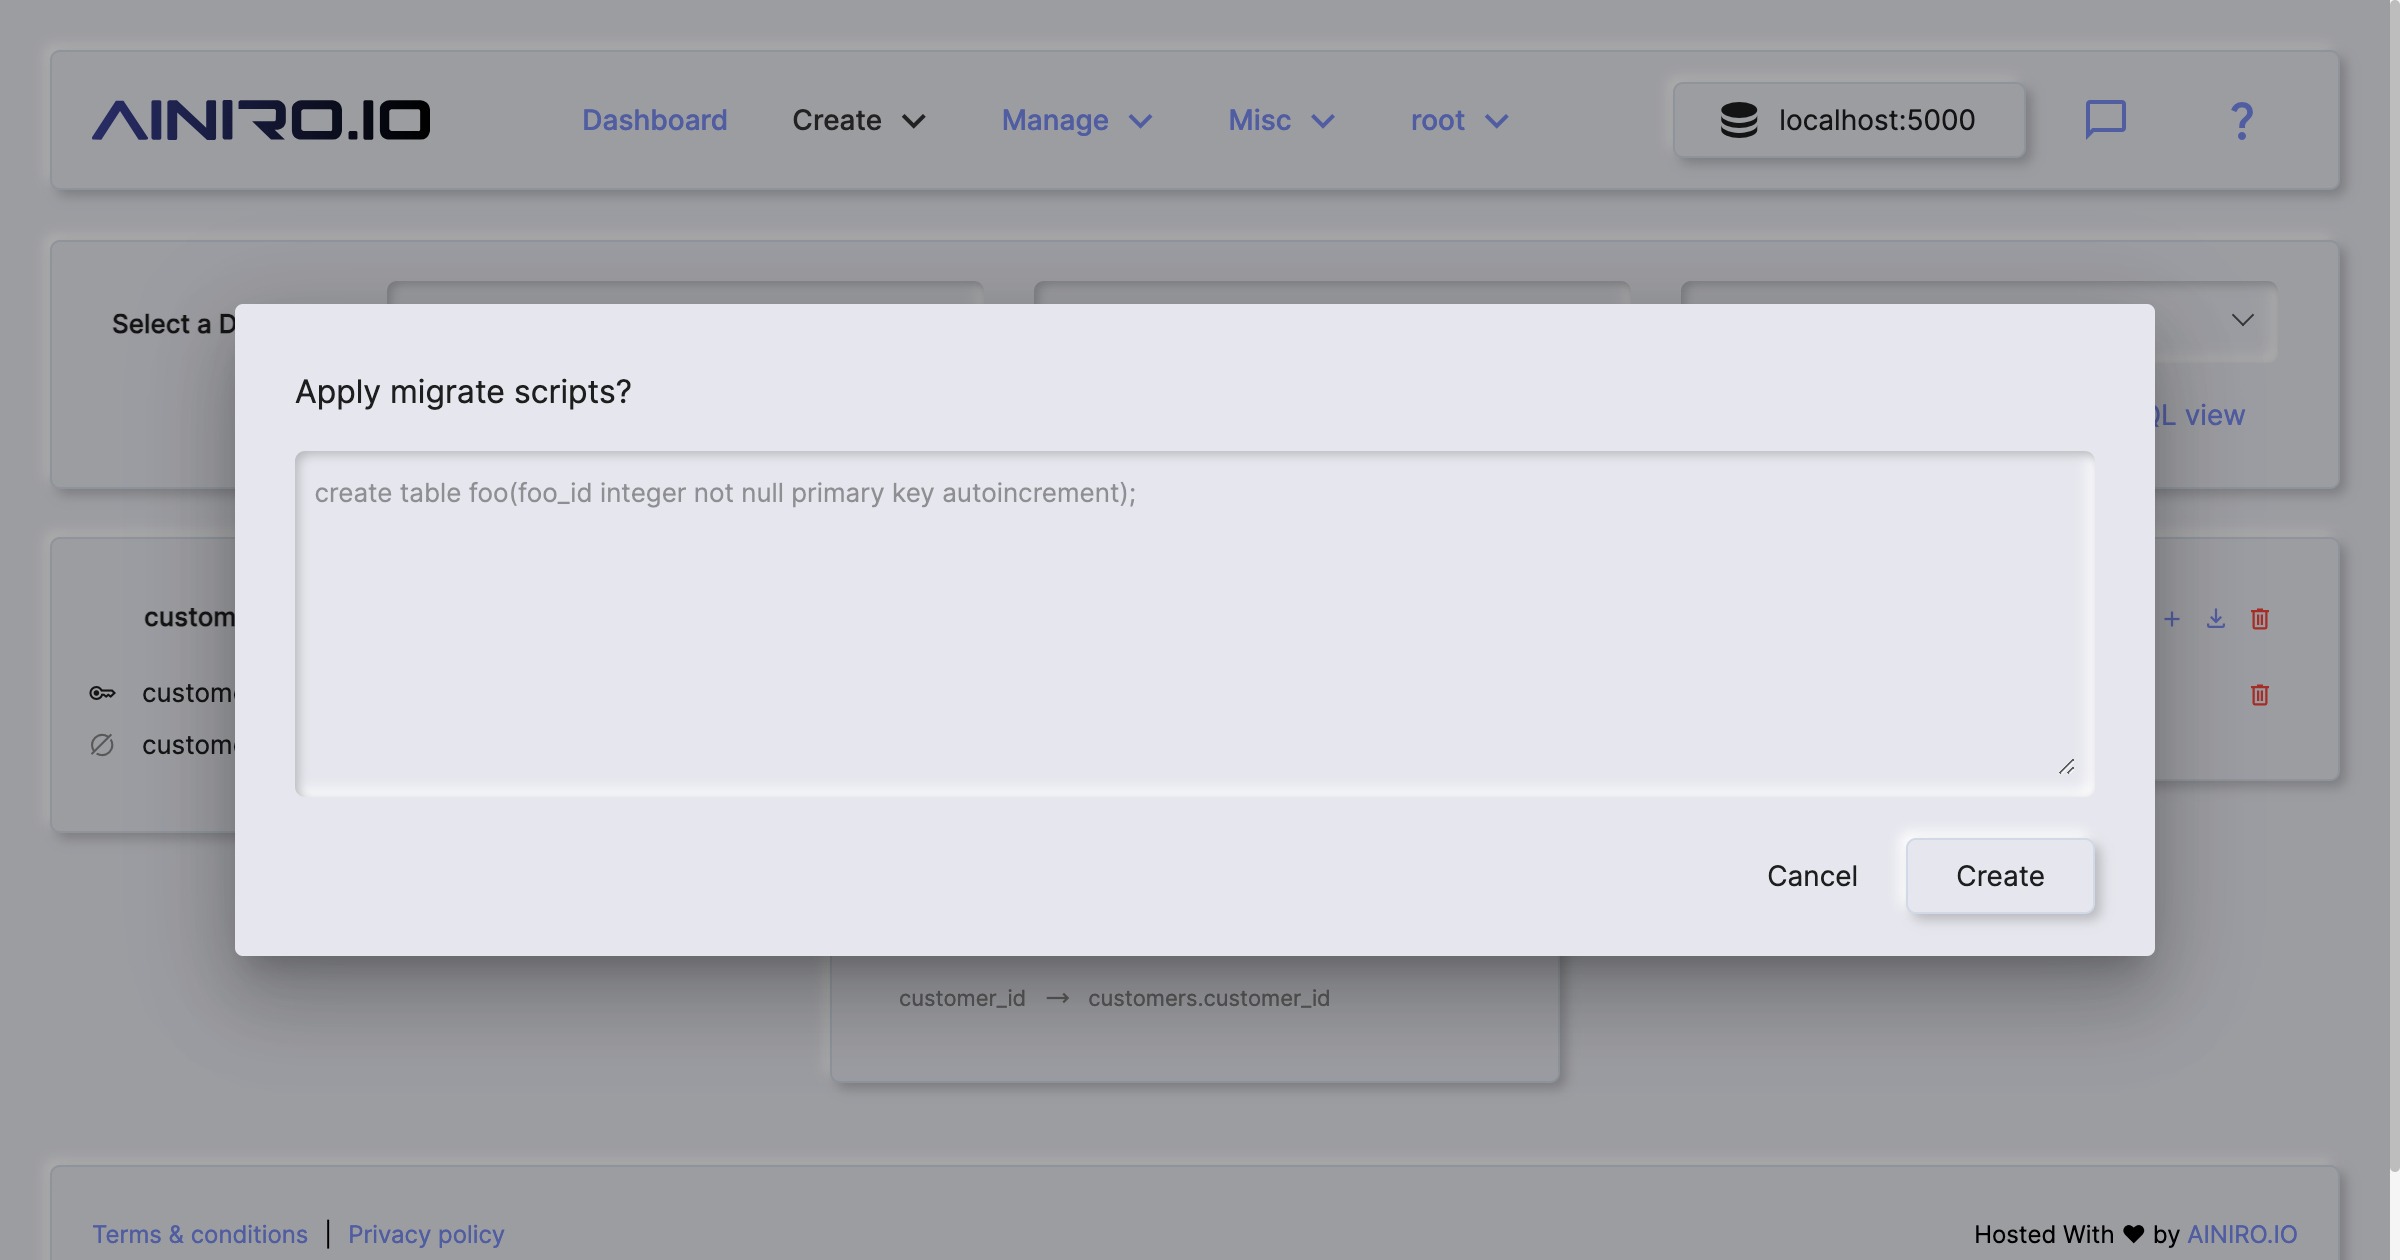 AINIRO.IO Dashboard Create Manage Misc root localhost:5000 ?
Select a D
QL view
Apply migrate scripts?
create table foo(foo_id integer not null primary key autoincrement);
custom
custom
custom
Cancel Create
customer_id → customers.customer_id
Terms & conditions | Privacy policy Hosted With ♥ by AINIRO.IO